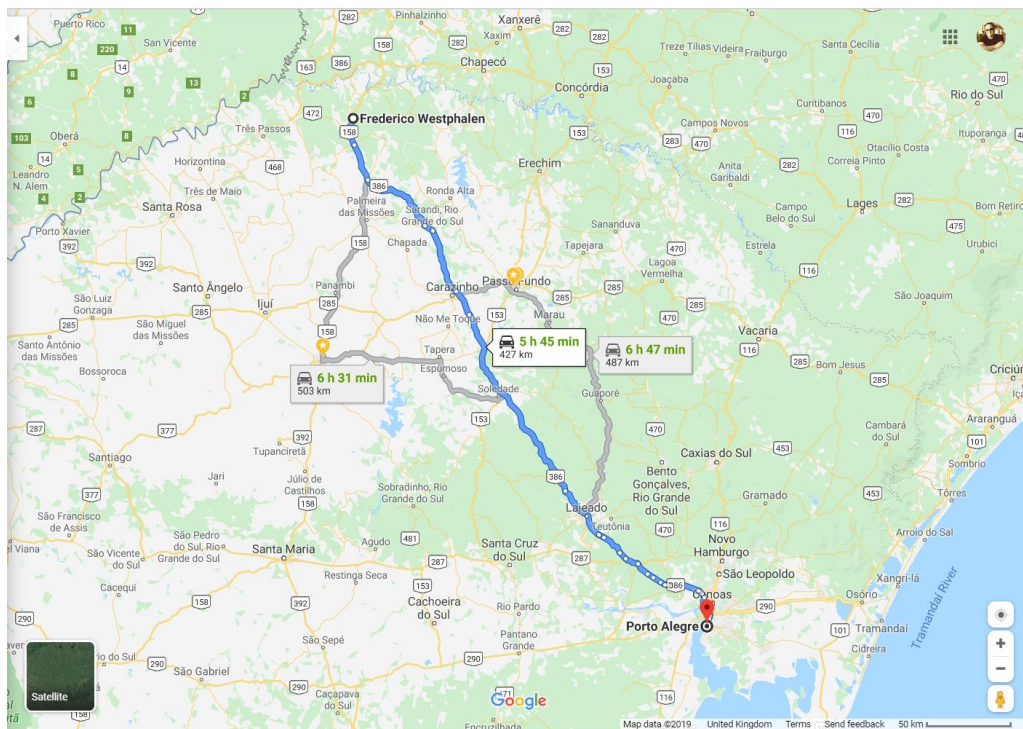 Puerto Rico
Pinhalzinho
Xanxerê
San Vicente
Xaxim
Chapecó
Treze Tílias
Videira
Fraiburgo
Santa Cecília
Joaçaba
Concórdia
Rio do Sul
Frederico Westphalen
Curitibanos
Oberá
Três Passos
Campos Novos
Ituporanga
Leandro
N. Alem
Horizontina
Erechim
Otacílio Costa
Correia Pinto
Anita
Garibaldi
Três de Maio
Palmeira
das Missões
Ronda Alta
Sarandi, Rio
Grande do Sul
Santa Rosa
Lages
Bom Retiro
Porto Xavier
Campo
Belo do Sul
Sananduva
Chapada
Tapejara
Estrela
Urubici
Lagoa
Vermelha
Santo Ângelo
Panambi
Carazinho
Passo Fundo
São Luiz
Gonzaga
Ijuí
São Joaquim
Não Me Toque
Marau
São Miguel
das Missões
Vacaria
Santo Antônio
das Missões
Tapera
Espumoso
5 h 45 min
427 km
6 h 47 min
487 km
6 h 31 min
503 km
Bossoroca
Bom Jesus
Soledade
Guaporé
Criciúm
Araranguá
Cambará
do Sul
Tupanciretã
Santiago
Caxias do Sul
Sombrio
Jari
Júlio de
Castilhos
Sobradinho, Rio
Grande do Sul
Bento
Gonçalves,
Rio Grande
do Sul
Gramado
Tôrres
Lajeado
Teutônia
São Francisco
de Assis
São Pedro
do Sul, Rio
Grande do Sul
Novo
Hamburgo
Arroio do Sal
São Vicente
do Sul
Santa Maria
Agudo
Santa Cruz
do Sul
São Leopoldo
Restinga Seca
Xangri-lá
Cacequi
Canoas
Osório
Cachoeira
do Sul
Rio Pardo
Porto Alegre
Tramandaí
Tramandaí River
São Sepé
Pantano
Grande
Cidreira
São Gabriel
Caçapava
do Sul
Encruzilhada
Satellite
Google
Map data ©2019 United Kingdom Terms Send feedback 50 km